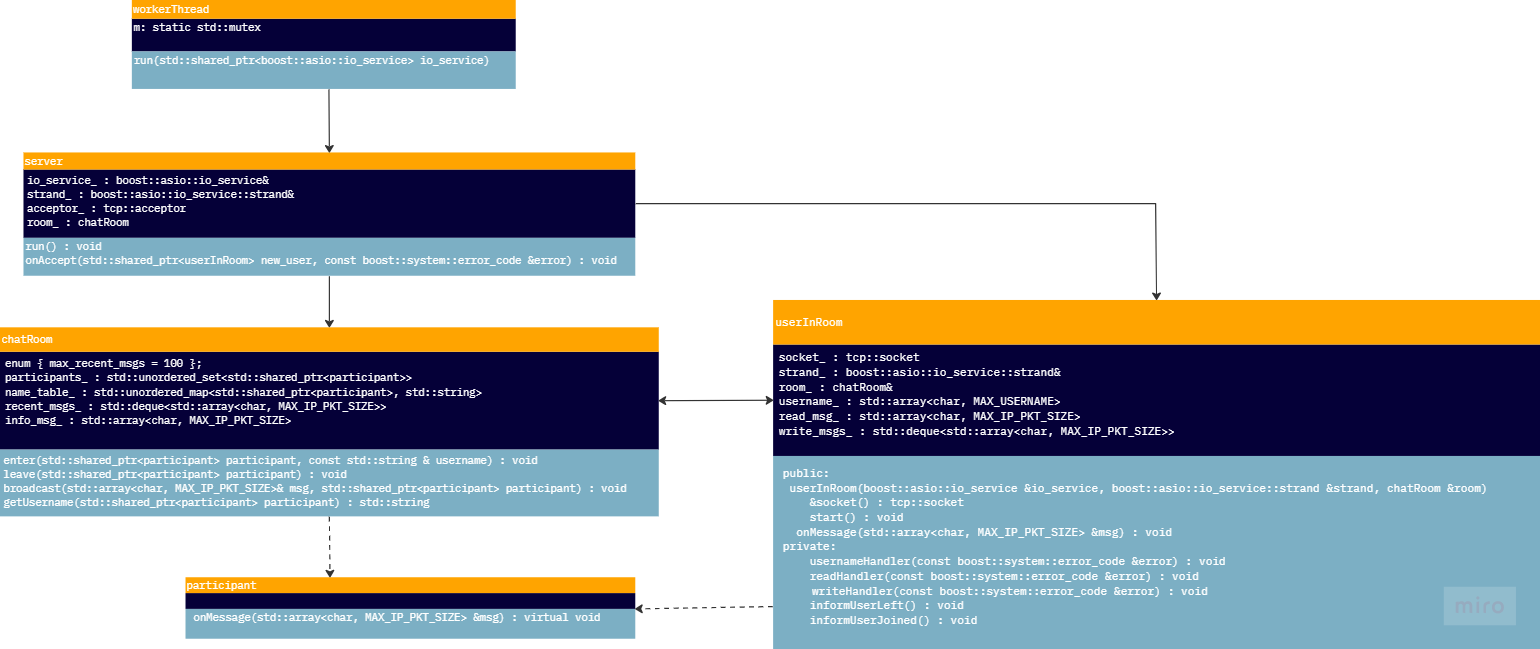 workerThread
m: static std::mutex
run(std::shared_ptr<boost::asio::io_service> io_service)
server
io_service_ : boost::asio::io_service&
strand_ : boost::asio::io_service::strand&
acceptor_ : tcp::acceptor
room_ : chatRoom
run() : void
onAccept(std::shared_ptr<userInRoom> new_user, const boost::system::error_code &error) : void
chatRoom
enum { max_recent_msgs = 100 };
participants_ : std::unordered_set<std::shared_ptr<participant>>
name_table_ : std::unordered_map<std::shared_ptr<participant>, std::string>
recent_msgs_ : std::deque<std::array<char, MAX_IP_PKT_SIZE>>
info_msg_ : std::array<char, MAX_IP_PKT_SIZE>
enter(std::shared_ptr<participant> participant, const std::string & username) : void
leave(std::shared_ptr<participant> participant) : void
broadcast(std::array<char, MAX_IP_PKT_SIZE>& msg, std::shared_ptr<participant> participant) : void
getUsername(std::shared_ptr<participant> participant) : std::string
userInRoom
socket_ : tcp::socket
strand_ : boost::asio::io_service::strand&
room_ : chatRoom&
username_ : std::array<char, MAX_USERNAME>
read_msg_ : std::array<char, MAX_IP_PKT_SIZE>
write_msgs_ : std::deque<std::array<char, MAX_IP_PKT_SIZE>>
public:
userInRoom(boost::asio::io_service &io_service, boost::asio::io_service::strand &strand, chatRoom &room)
&socket() : tcp::socket
start() : void
onMessage(std::array<char, MAX_IP_PKT_SIZE> &msg) : void
private:
usernameHandler(const boost::system::error_code &error) : void
readHandler(const boost::system::error_code &error) : void
writeHandler(const boost::system::error_code &error) : void
informUserLeft() : void
informUserJoined() : void
participant
onMessage(std::array<char, MAX_IP_PKT_SIZE> &msg) : virtual void
miro